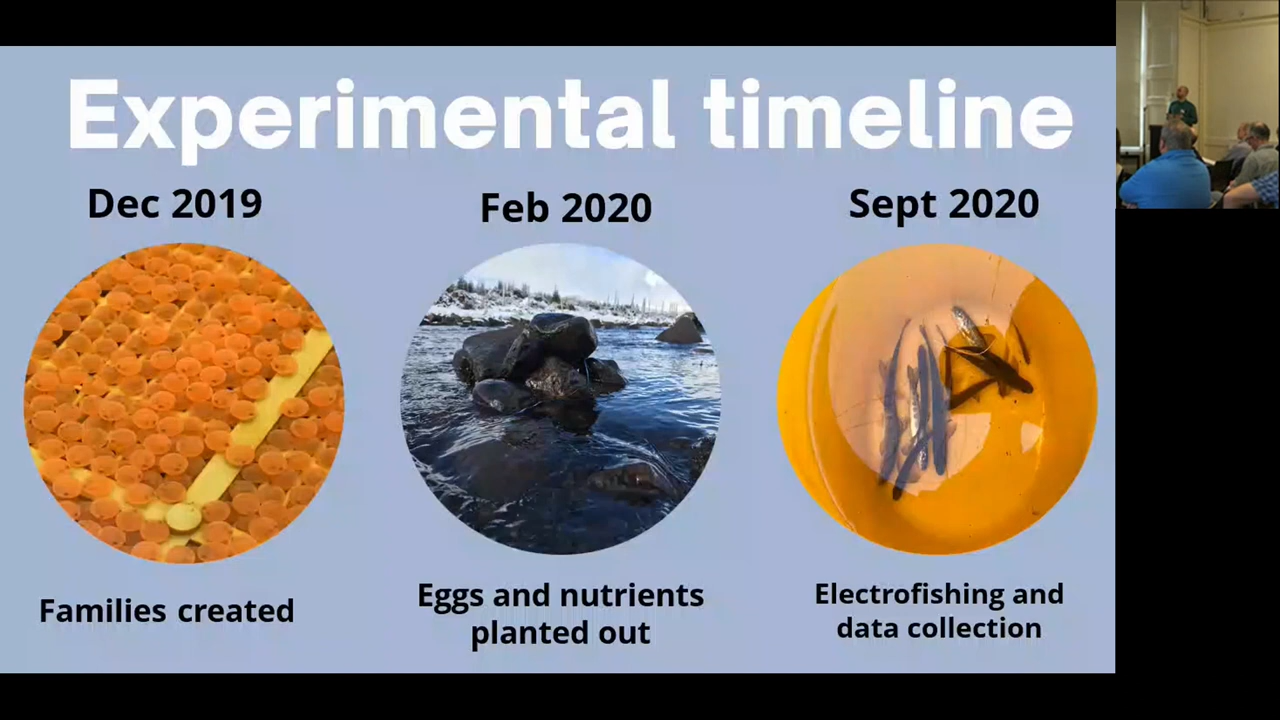 Experimental timeline
Dec 2019
Feb 2020
Sept 2020
Families created
Eggs and nutrients
planted out
Electrofishing and
data collection